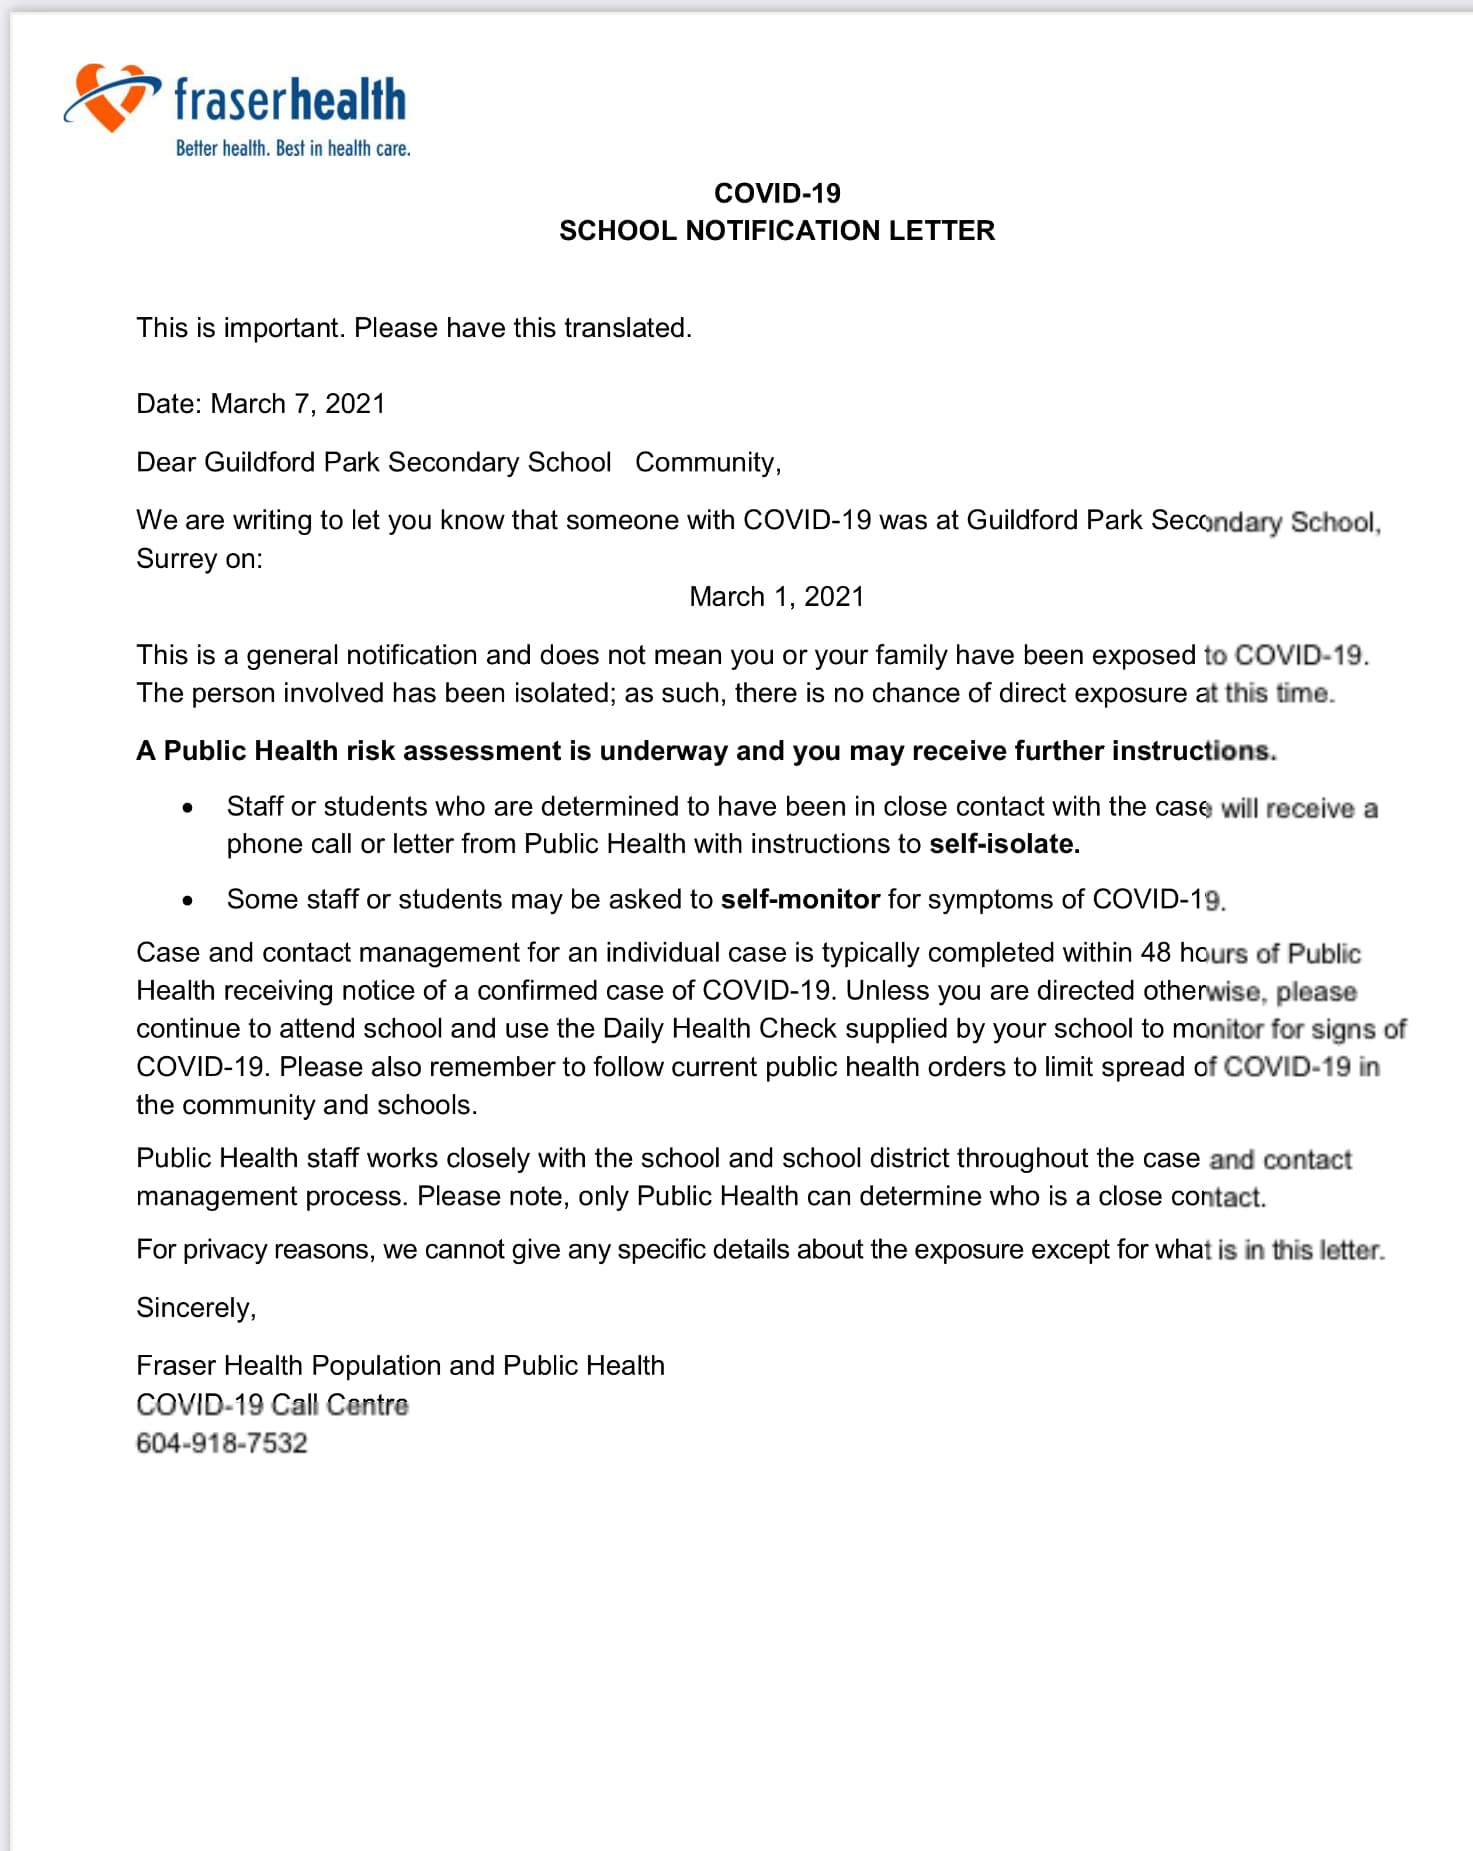 fraserhealth
Better health. Best in health care.
COVID-19
SCHOOL NOTIFICATION LETTER
This is important. Please have this translated.
Date: March 7, 2021
Dear Guildford Park Secondary School   Community,
We are writing to let you know that someone with COVID-19 was at Guildford Park Secondary School,
Surrey on:
March 1, 2021
This is a general notification and does not mean you or your family have been exposed to COVID-19.
The person involved has been isolated; as such, there is no chance of direct exposure at this time.
A Public Health risk assessment is underway and you may receive further instructions.
• Staff or students who are determined to have been in close contact with the case will receive a
phone call or letter from Public Health with instructions to self-isolate.
• Some staff or students may be asked to self-monitor for symptoms of COVID-19.
Case and contact management for an individual case is typically completed within 48 hours of Public
Health receiving notice of a confirmed case of COVID-19. Unless you are directed otherwise, please
continue to attend school and use the Daily Health Check supplied by your school to monitor for signs of
COVID-19. Please also remember to follow current public health orders to limit spread of COVID-19 in
the community and schools.
Public Health staff works closely with the school and school district throughout the case and contact
management process. Please note, only Public Health can determine who is a close contact.
For privacy reasons, we cannot give any specific details about the exposure except for what is in this letter.
Sincerely,
Fraser Health Population and Public Health
COVID-19 Call Centre
604-918-7532